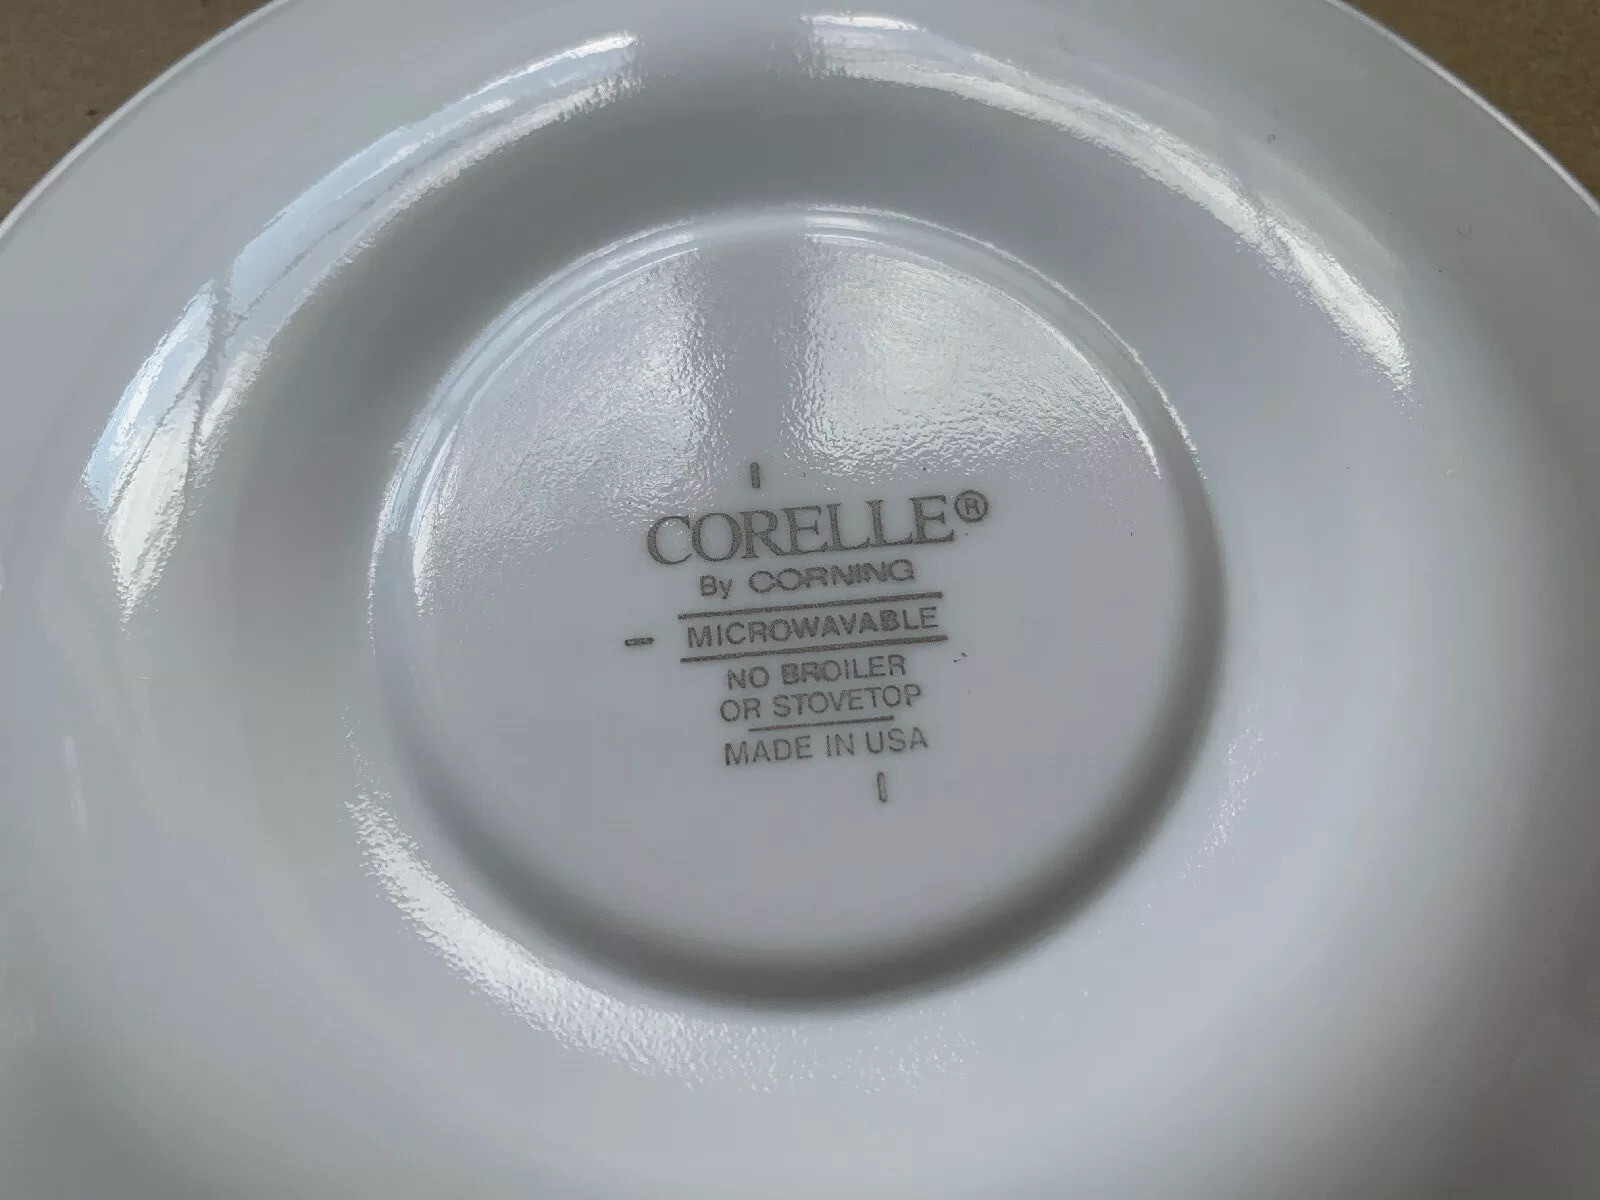 CORELLE®
By CORNING
MICROWAVABLE
NO BROILER
OR STOVETOP
MADE IN USA